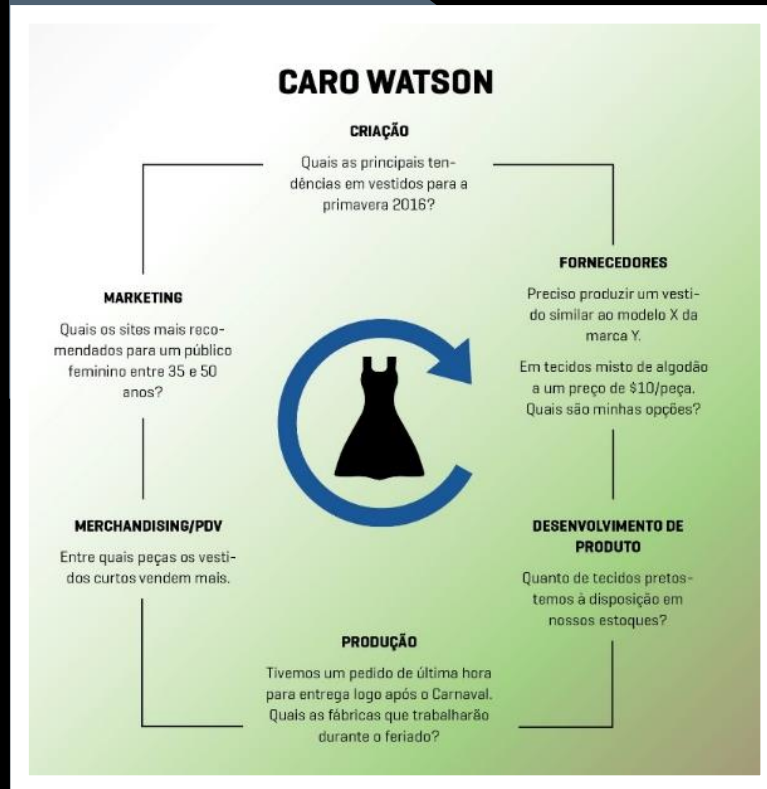 CARO WATSON
CRIAÇÃO
Quais as principais ten-
dências em vestidos para a
primavera 2016?
FORNECEDORES
Preciso produzir um vesti-
do similar ao modelo X da
marca Y.
Em tecidos misto de algodão
a um preço de $10/peça.
Quais são minhas opções?
DESENVOLVIMENTO DE
PRODUTO
Quanto de tecidos pretos-
temos à disposição em
nossos estoques?
PRODUÇÃO
Tivemos um pedido de última hora
para entrega logo após o Carnaval.
Quais as fábricas que trabalharão
durante o feriado?
MERCHANDISING/PDV
Entre quais peças os vesti-
dos curtos vendem mais.
MARKETING
Quais os sites mais reco-
mendados para um público
feminino entre 35 e 50
anos?